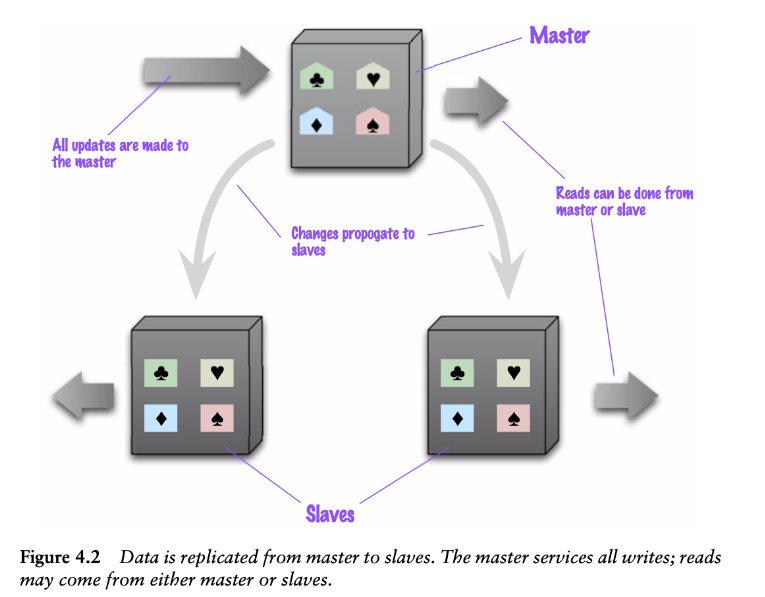 Master
All updates are made to
the master
Reads can be done from
master or slave
Changes propogate to
slaves
Slaves
Figure 4.2 Data is replicated from master to slaves. The master services all writes; reads
may come from either master or slaves.